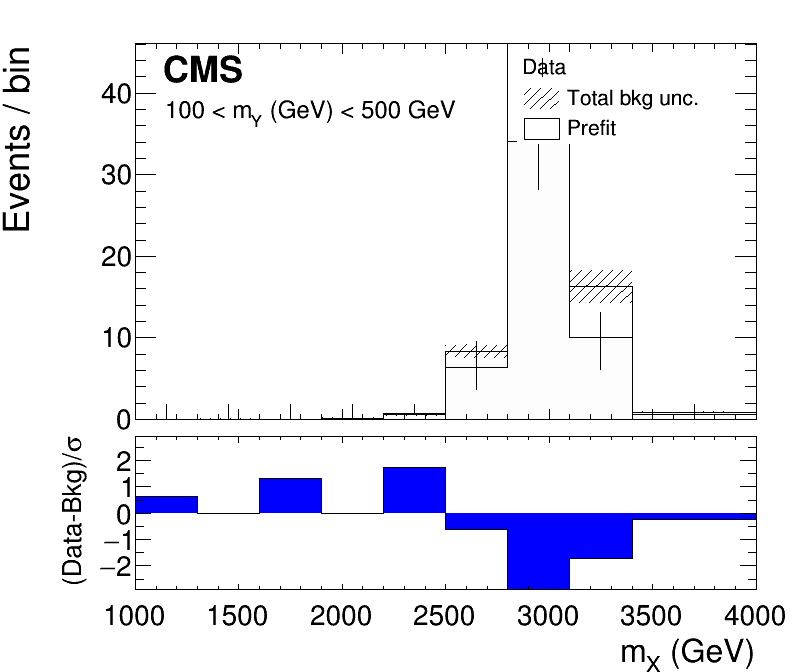 CMS
100 < mY (GeV) < 500 GeV
Data
Total bkg unc.
Prefit
Events / bin
40
30
20
10
0
(Data-Bkg)/σ
2
1
0
−1
−2
1000 1500 2000 2500 3000 3500 4000
mX (GeV)